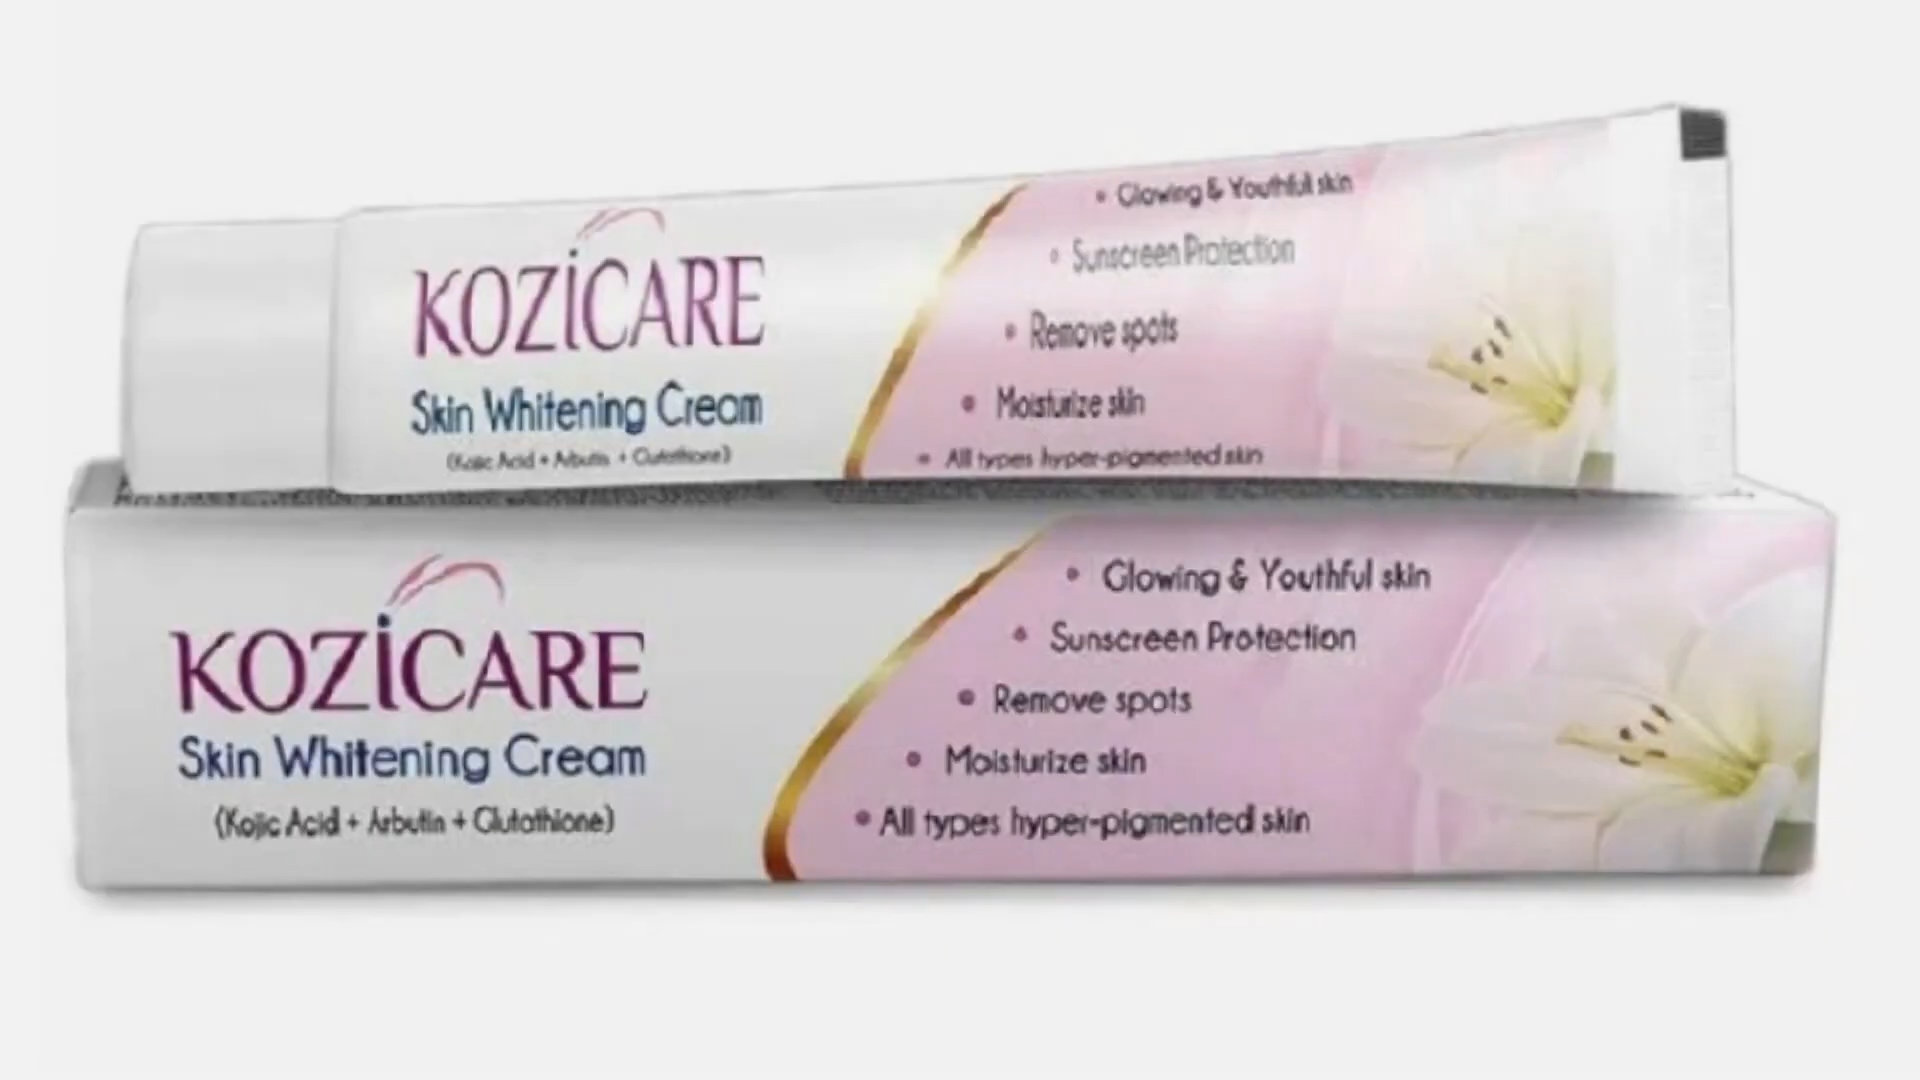 KOZiCARE
Skin Whitening Cream
(Kojic Acid + Arbutin + Glutathione)
• Glowing & Youthful skin
• Sunscreen Protection
• Remove spots
• Moisturize skin
• All types hyper-pigmented skin
KOZiCARE
Skin Whitening Cream
(Kojic Acid + Arbutin + Glutathione)
• Glowing & Youthful skin
• Sunscreen Protection
• Remove spots
• Moisturize skin
• All types hyper-pigmented skin